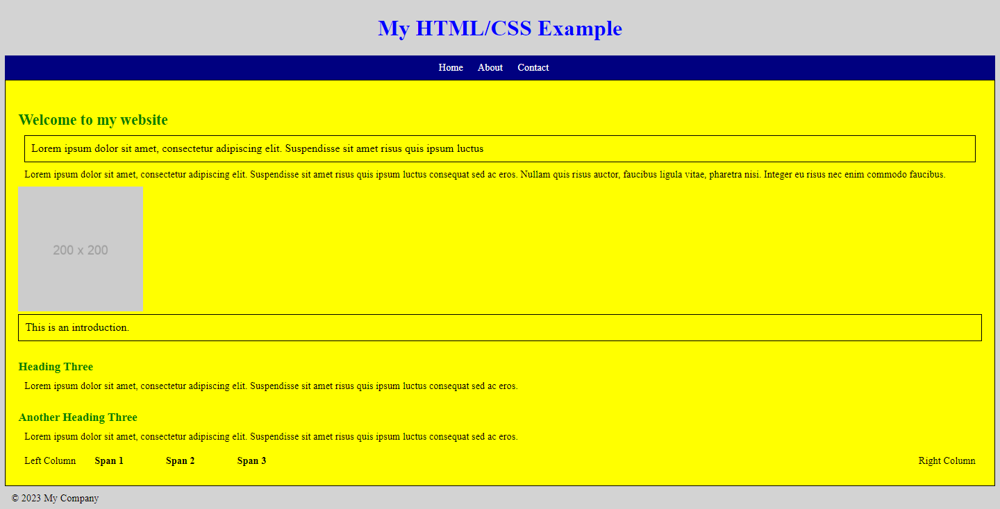 My HTML/CSS Example
Home About Contact
Welcome to my website
Lorem ipsum dolor sit amet, consectetur adipiscing elit. Suspendisse sit amet risus quis ipsum luctus
Lorem ipsum dolor sit amet, consectetur adipiscing elit. Suspendisse sit amet risus quis ipsum luctus consequat sed ac eros. Nullam quis risus auctor, faucibus ligula vitae, pharetra nisi. Integer eu risus nec enim commodo faucibus.
200 x 200
This is an introduction.
Heading Three
Lorem ipsum dolor sit amet, consectetur adipiscing elit. Suspendisse sit amet risus quis ipsum luctus consequat sed ac eros.
Another Heading Three
Lorem ipsum dolor sit amet, consectetur adipiscing elit. Suspendisse sit amet risus quis ipsum luctus consequat sed ac eros.
Left Column Span 1 Span 2 Span 3 Right Column
© 2023 My Company